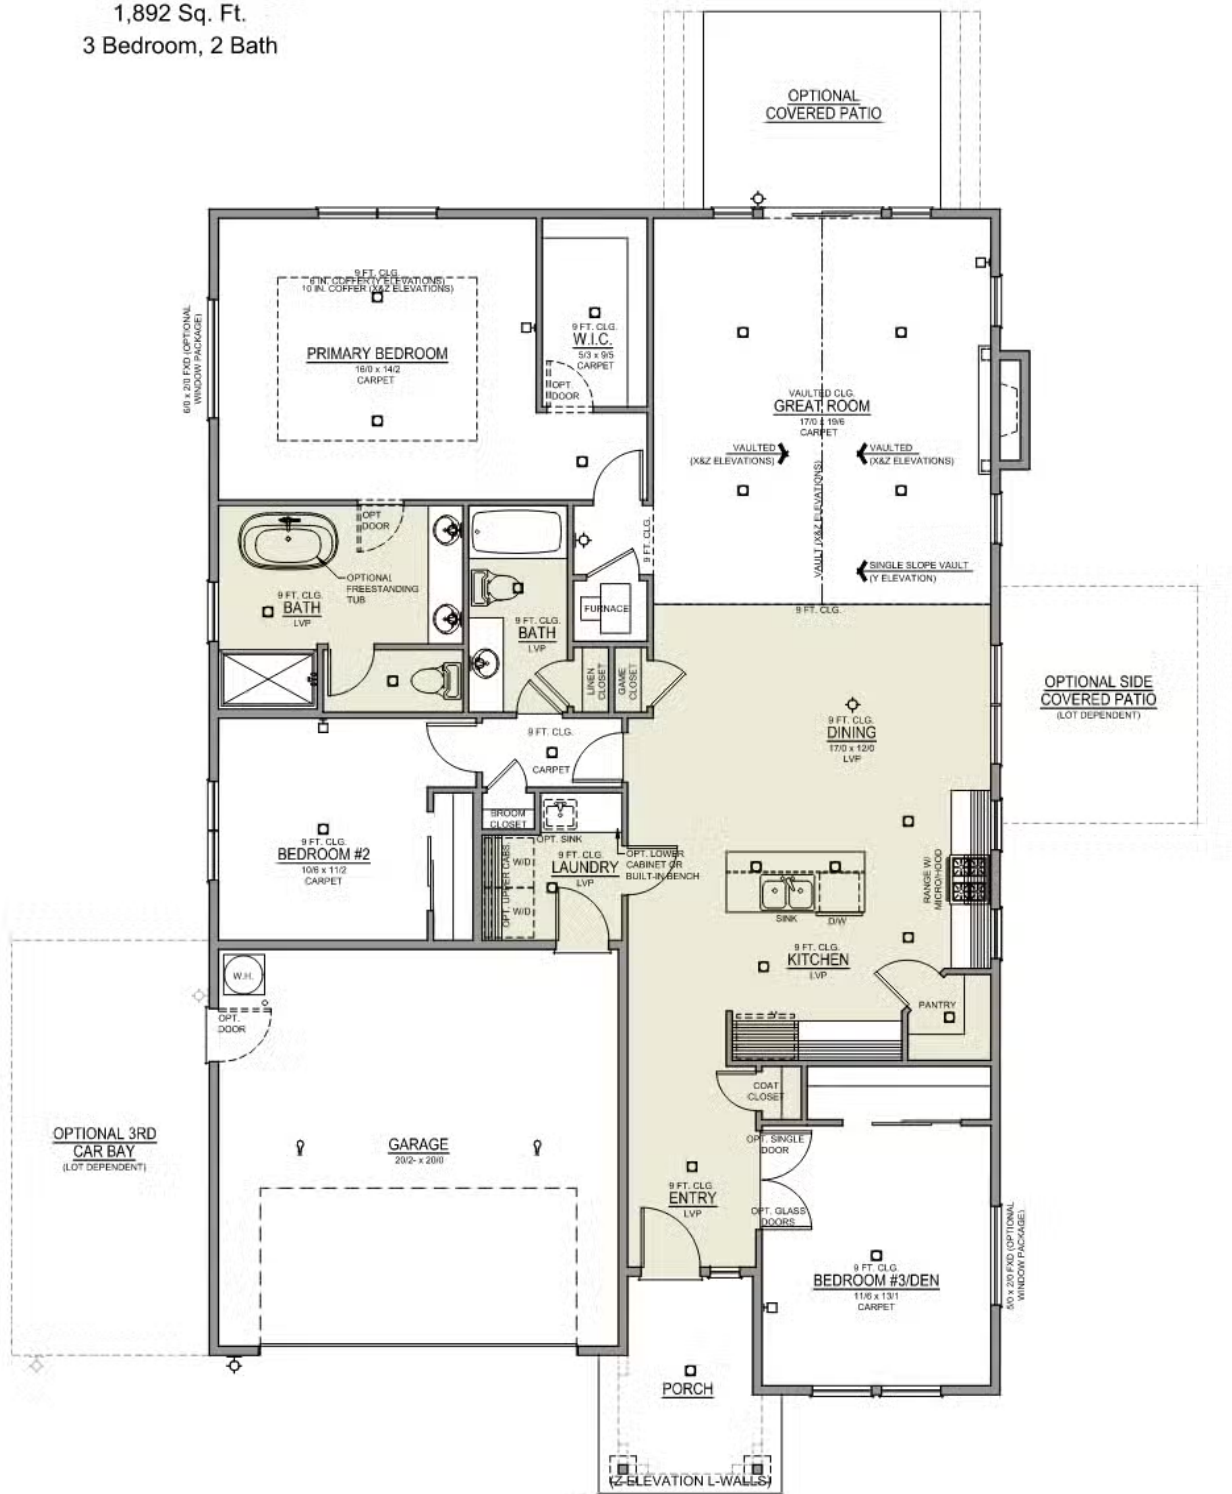 1,892 Sq. Ft.
3 Bedroom, 2 Bath
OPTIONAL
COVERED PATIO
9 FT. CLG.
6 IN. COFFER (Y ELEVATIONS)
10 IN. COFFER (X&Z ELEVATIONS)
PRIMARY BEDROOM
16/0 x 14/2
CARPET
6/0 x 2/0 FXD (OPTIONAL
WINDOW PACKAGE)
9 FT. CLG.
W.I.C.
5/3 x 9/5
CARPET
OPT.
DOOR
VAULTED CLG.
GREAT ROOM
17/0 x 19/6
CARPET
VAULTED
(X&Z ELEVATIONS)
VAULTED
(X&Z ELEVATIONS)
VAULT (X&Z ELEVATIONS)
SINGLE SLOPE VAULT
(Y ELEVATION)
9 FT. CLG.
9 FT. CLG.
OPT
DOOR
OPTIONAL
FREESTANDING
TUB
9 FT. CLG.
BATH
LVP
9 FT. CLG.
BATH
LVP
FURNACE
LINEN
CLOSET
GAME
CLOSET
OPTIONAL SIDE
COVERED PATIO
(LOT DEPENDENT)
9 FT. CLG.
DINING
17/0 x 12/0
LVP
9 FT. CLG.
CARPET
BROOM
CLOSET
OPT. SINK
9 FT. CLG.
BEDROOM #2
10/6 x 11/2
CARPET
OPT. UPPER CABS.
W/D
W/D
9 FT. CLG.
LAUNDRY
LVP
OPT. LOWER
CABINET OR
BUILT-IN BENCH
RANGE W/
MICRO/HOOD
SINK
D/W
9 FT. CLG.
KITCHEN
LVP
PANTRY
W.H.
OPT.
DOOR
COAT
CLOSET
OPTIONAL 3RD
CAR BAY
(LOT DEPENDENT)
GARAGE
20/2- x 20/0
OPT. SINGLE
DOOR
9 FT. CLG.
ENTRY
LVP
OPT. GLASS
DOORS
9 FT. CLG.
BEDROOM #3/DEN
11/6 x 13/1
CARPET
5/0 x 2/0 FXD (OPTIONAL
WINDOW PACKAGE)
PORCH
(Z ELEVATION L-WALLS)